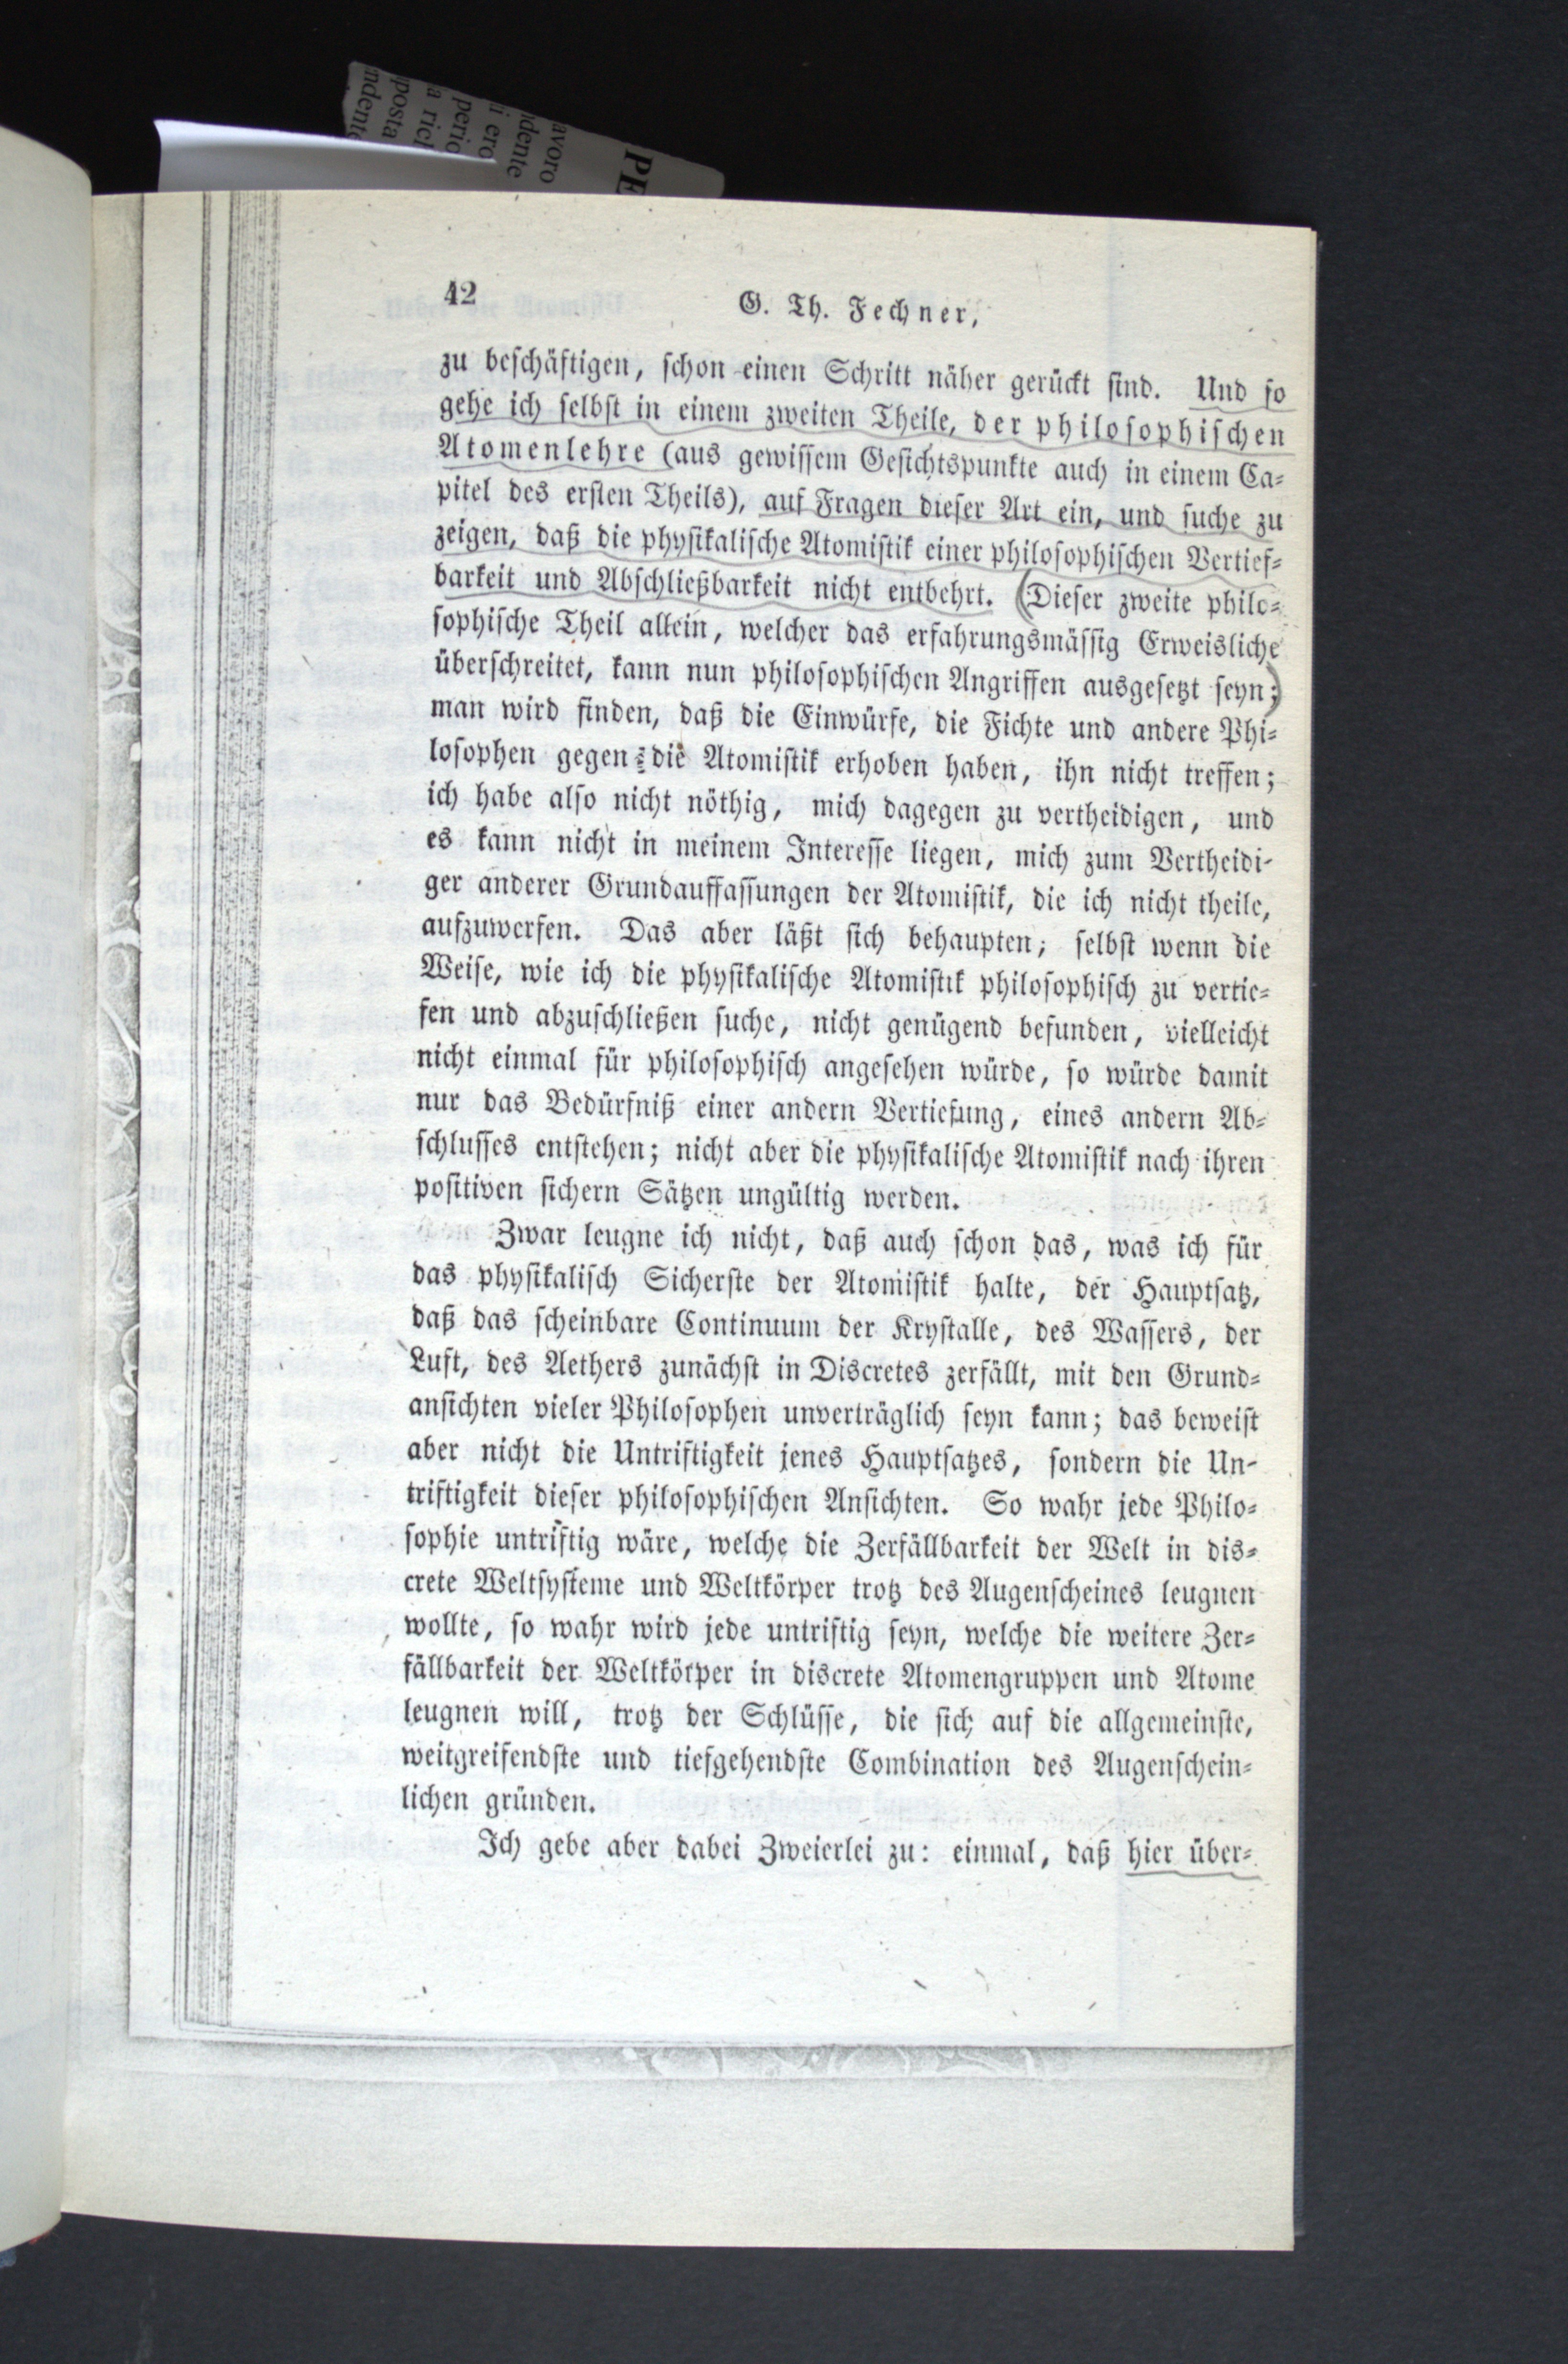 PE
avoro
ndente
i ero
perio
a ric
posta
ndent
42
G. Th. Fechner,
zu beschäftigen, schon einen Schritt näher gerückt sind. Und so
gehe ich selbst in einem zweiten Theile, der philosophischen
Atomenlehre (aus gewissem Gesichtspunkte auch in einem Ca-
pitel des ersten Theils), auf Fragen dieser Art ein, und suche zu
zeigen, daß die physikalische Atomistik einer philosophischen Vertief-
barkeit und Abschließbarkeit nicht entbehrt. (Dieser zweite philo-
sophische Theil allein, welcher das erfahrungsmässig Erweisliche
überschreitet, kann nun philosophischen Angriffen ausgesetzt seyn;)
man wird finden, daß die Einwürfe, die Fichte und andere Phi-
losophen gegen die Atomistik erhoben haben, ihn nicht treffen;
ich habe also nicht nöthig, mich dagegen zu vertheidigen, und
es kann nicht in meinem Interesse liegen, mich zum Vertheidi-
ger anderer Grundauffassungen der Atomistik, die ich nicht theile,
aufzuwerfen. Das aber läßt sich behaupten; selbst wenn die
Weise, wie ich die physikalische Atomistik philosophisch zu vertie-
fen und abzuschließen suche, nicht genügend befunden, vielleicht
nicht einmal für philosophisch angesehen würde, so würde damit
nur das Bedürfniß einer andern Vertiefung, eines andern Ab-
schlusses entstehen; nicht aber die physikalische Atomistik nach ihren
positiven sichern Sätzen ungültig werden.
Zwar leugne ich nicht, daß auch schon das, was ich für
das physikalisch Sicherste der Atomistik halte, der Hauptsatz,
daß das scheinbare Continuum der Krystalle, des Wassers, der
Luft, des Aethers zunächst in Discretes zerfällt, mit den Grund-
ansichten vieler Philosophen unverträglich seyn kann; das beweist
aber nicht die Untriftigkeit jenes Hauptsatzes, sondern die Un-
triftigkeit dieser philosophischen Ansichten. So wahr jede Philo-
sophie untriftig wäre, welche die Zerfällbarkeit der Welt in dis-
crete Weltsysteme und Weltkörper trotz des Augenscheines leugnen
wollte, so wahr wird jede untriftig seyn, welche die weitere Zer-
fällbarkeit der Weltkörper in discrete Atomengruppen und Atome
leugnen will, trotz der Schlüsse, die sich auf die allgemeinste,
weitgreifendste und tiefgehendste Combination des Augenschein-
lichen gründen.
Ich gebe aber dabei Zweierlei zu: einmal, daß hier über-